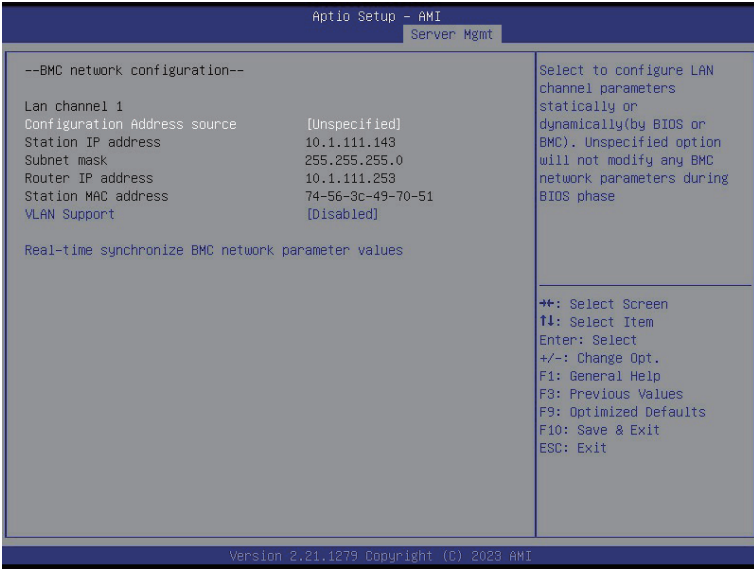 Aptio Setup – AMI
Server Mgmt
--BMC network configuration--
Lan channel 1
Configuration Address source [Unspecified]
Station IP address 10.1.111.143
Subnet mask 255.255.255.0
Router IP address 10.1.111.253
Station MAC address 74-56-3c-49-70-51
VLAN Support [Disabled]
Real-time synchronize BMC network parameter values
Select to configure LAN
channel parameters
statically or
dynamically(by BIOS or
BMC). Unspecified option
will not modify any BMC
network parameters during
BIOS phase
→←: Select Screen
↑↓: Select Item
Enter: Select
+/-: Change Opt.
F1: General Help
F3: Previous Values
F9: Optimized Defaults
F10: Save & Exit
ESC: Exit
Version 2.21.1279 Copyright (C) 2023 AMI